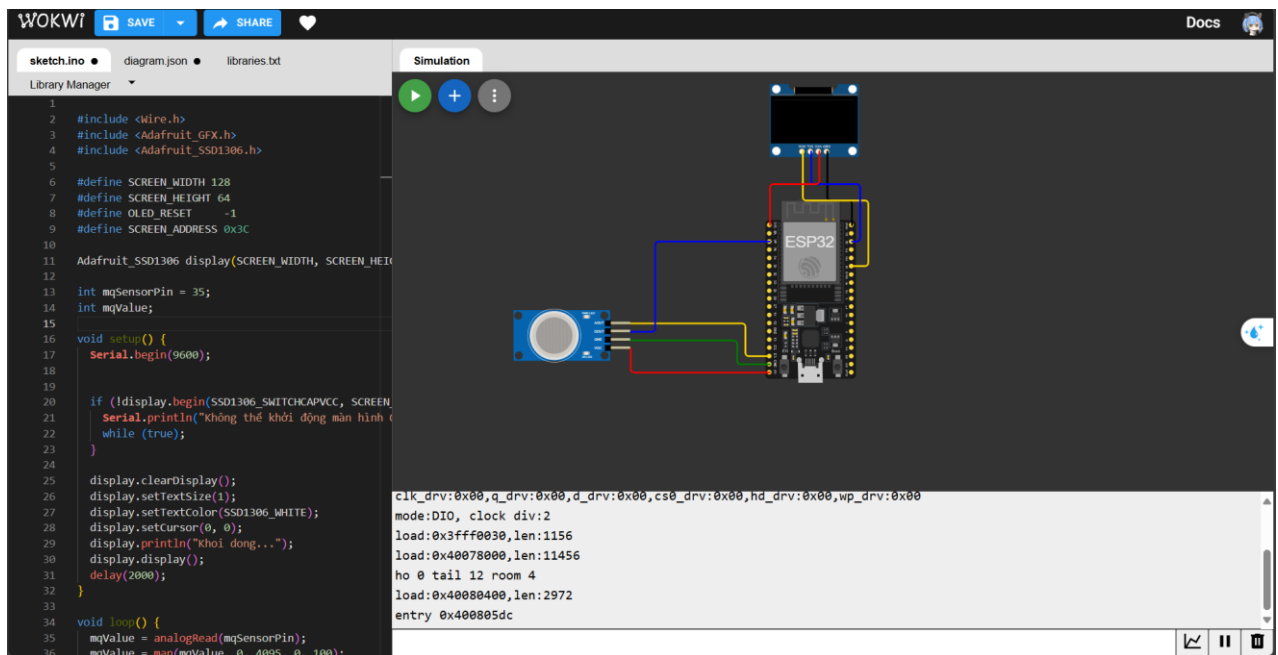 WOKWI SAVE SHARE Docs
sketch.ino diagram.json libraries.txt
Library Manager
Simulation
1
2 #include <Wire.h>
3 #include <Adafruit_GFX.h>
4 #include <Adafruit_SSD1306.h>
5
6 #define SCREEN_WIDTH 128
7 #define SCREEN_HEIGHT 64
8 #define OLED_RESET     -1
9 #define SCREEN_ADDRESS 0x3C
10
11 Adafruit_SSD1306 display(SCREEN_WIDTH, SCREEN_HEI
12
13 int mqSensorPin = 35;
14 int mqValue;
15
16 void setup() {
17   Serial.begin(9600);
18
19
20   if (!display.begin(SSD1306_SWITCHCAPVCC, SCREEN_
21     Serial.println("Không thể khởi động màn hình
22     while (true);
23   }
24
25   display.clearDisplay();
26   display.setTextSize(1);
27   display.setTextColor(SSD1306_WHITE);
28   display.setCursor(0, 0);
29   display.println("Khoi dong...");
30   display.display();
31   delay(2000);
32 }
33
34 void loop() {
35   mqValue = analogRead(mqSensorPin);
36   mqValue = map(mqValue, 0, 4095, 0, 100);
ESP32
clk_drv:0x00,q_drv:0x00,d_drv:0x00,cs0_drv:0x00,hd_drv:0x00,wp_drv:0x00
mode:DIO, clock div:2
load:0x3fff0030,len:1156
load:0x40078000,len:11456
ho 0 tail 12 room 4
load:0x40080400,len:2972
entry 0x400805dc